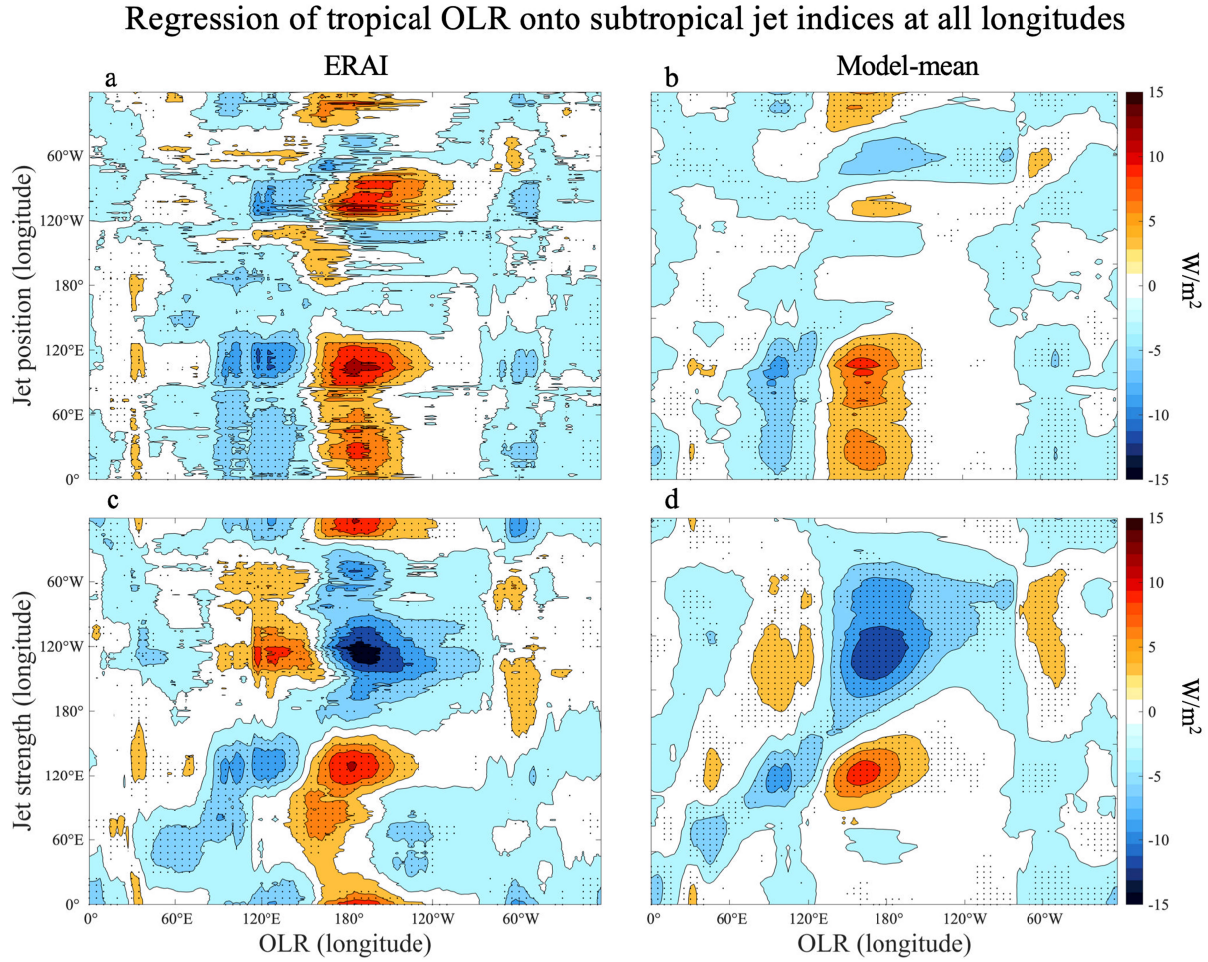 Regression of tropical OLR onto subtropical jet indices at all longitudes
ERAI
Model-mean
a
b
60°W
120°W
180°
120°E
60°E
0°
Jet position (longitude)
15
10
5
0
-5
-10
-15
W/m²
c
d
60°W
120°W
180°
120°E
60°E
0°
Jet strength (longitude)
15
10
5
0
-5
-10
-15
W/m²
0° 60°E 120°E 180° 120°W 60°W
0° 60°E 120°E 180° 120°W 60°W
OLR (longitude)
OLR (longitude)